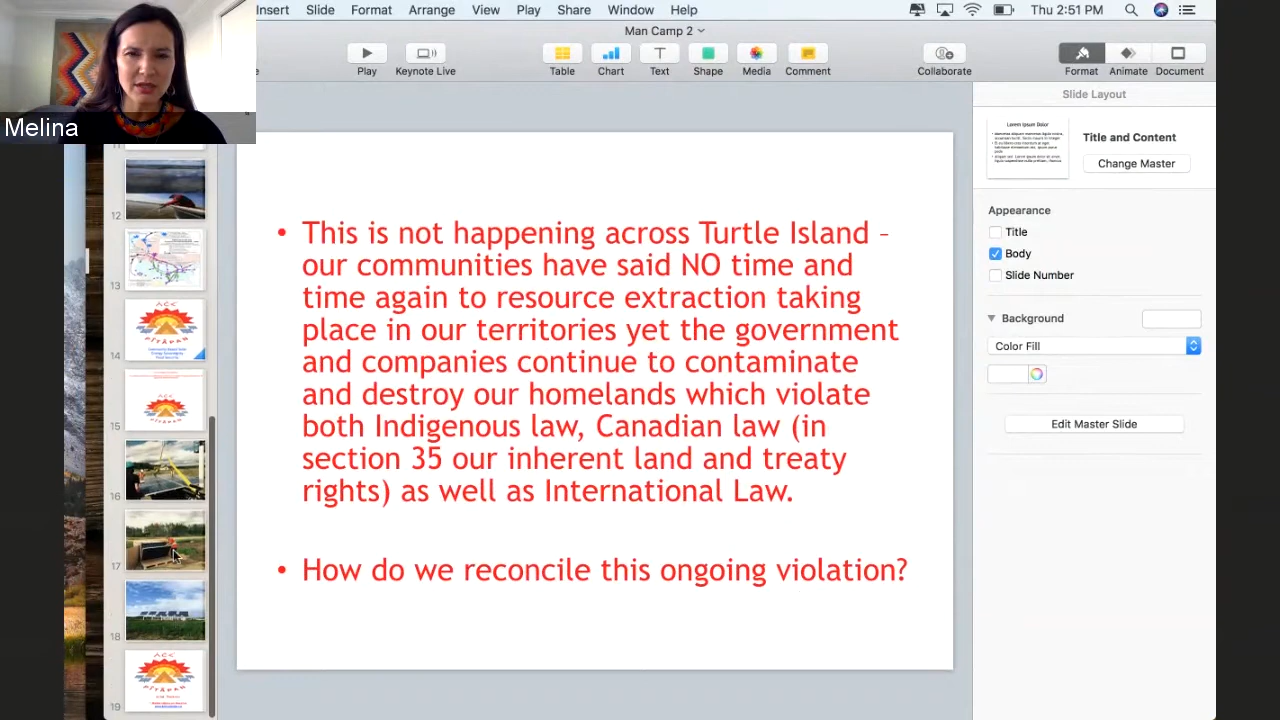 Insert Slide Format Arrange View Play Share Window Help Thu 2:51 PM
Man Camp 2
Play Keynote Live Table Chart Text Shape Media Comment Collaborate Format Animate Document
Melina
Slide Layout
Lorem Ipsum Dolor
Title and Content
Change Master
Appearance
Title
Body
Slide Number
Background
Color Fill
Edit Master Slide
12
13
14
15
16
17
18
19
• This is not happening across Turtle Island –
our communities have said NO time and
time again to resource extraction taking
place in our territories yet the government
and companies continue to contaminate
and destroy our homelands which violate
both Indigenous law, Canadian law (in
section 35 our inherent land and treaty
rights) as well as International Law.
• How do we reconcile this ongoing violation?